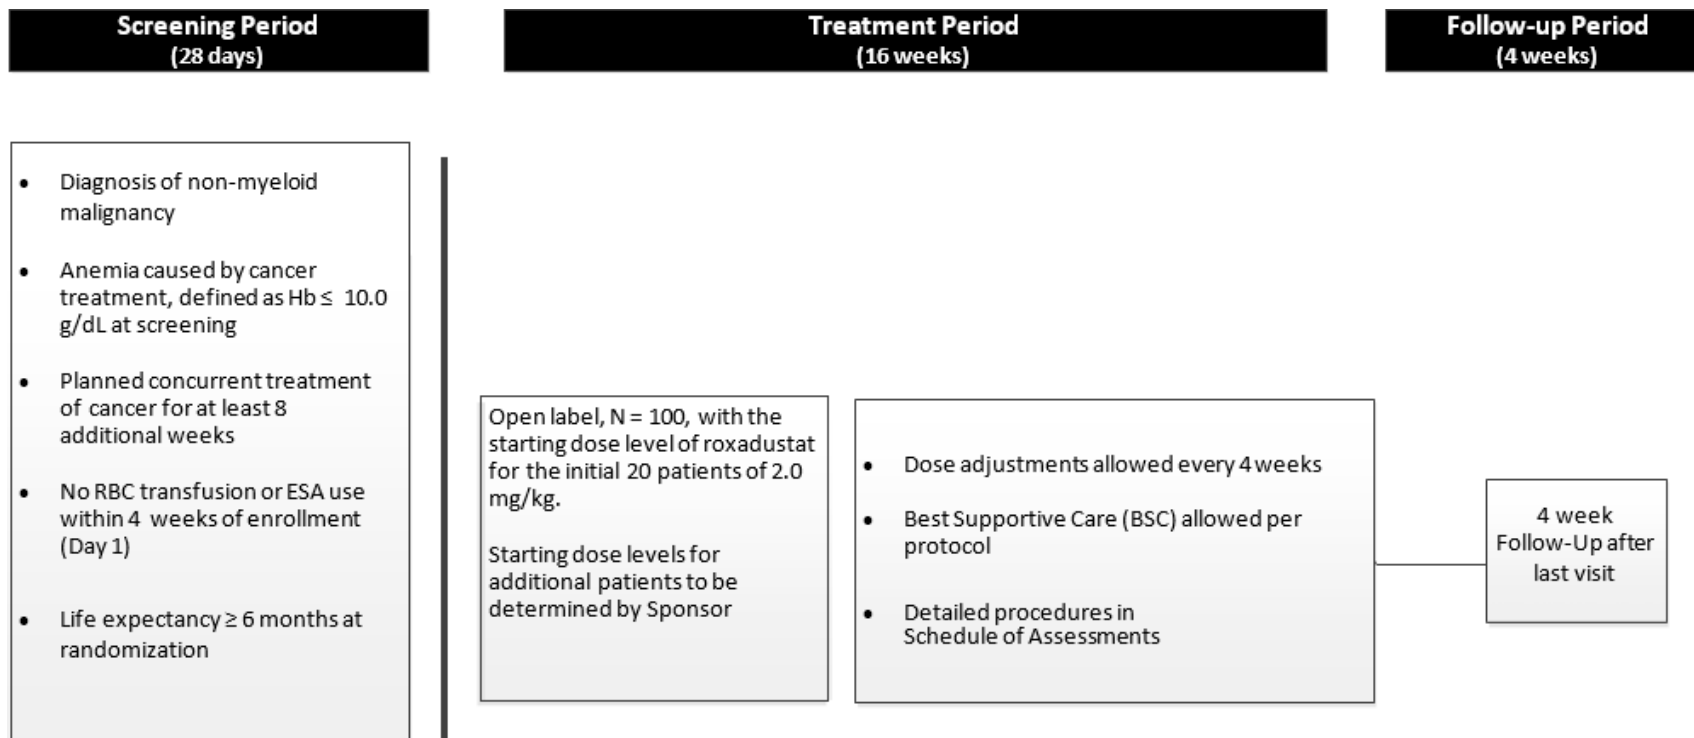 Screening Period
(28 days)
Treatment Period
(16 weeks)
Follow-up Period
(4 weeks)
• Diagnosis of non-myeloid
malignancy
• Anemia caused by cancer
treatment, defined as Hb ≤ 10.0
g/dL at screening
• Planned concurrent treatment
of cancer for at least 8
additional weeks
• No RBC transfusion or ESA use
within 4 weeks of enrollment
(Day 1)
• Life expectancy ≥ 6 months at
randomization
Open label, N = 100, with the
starting dose level of roxadustat
for the initial 20 patients of 2.0
mg/kg.
Starting dose levels for
additional patients to be
determined by Sponsor
• Dose adjustments allowed every 4 weeks
• Best Supportive Care (BSC) allowed per
protocol
• Detailed procedures in
Schedule of Assessments
4 week
Follow-Up after
last visit